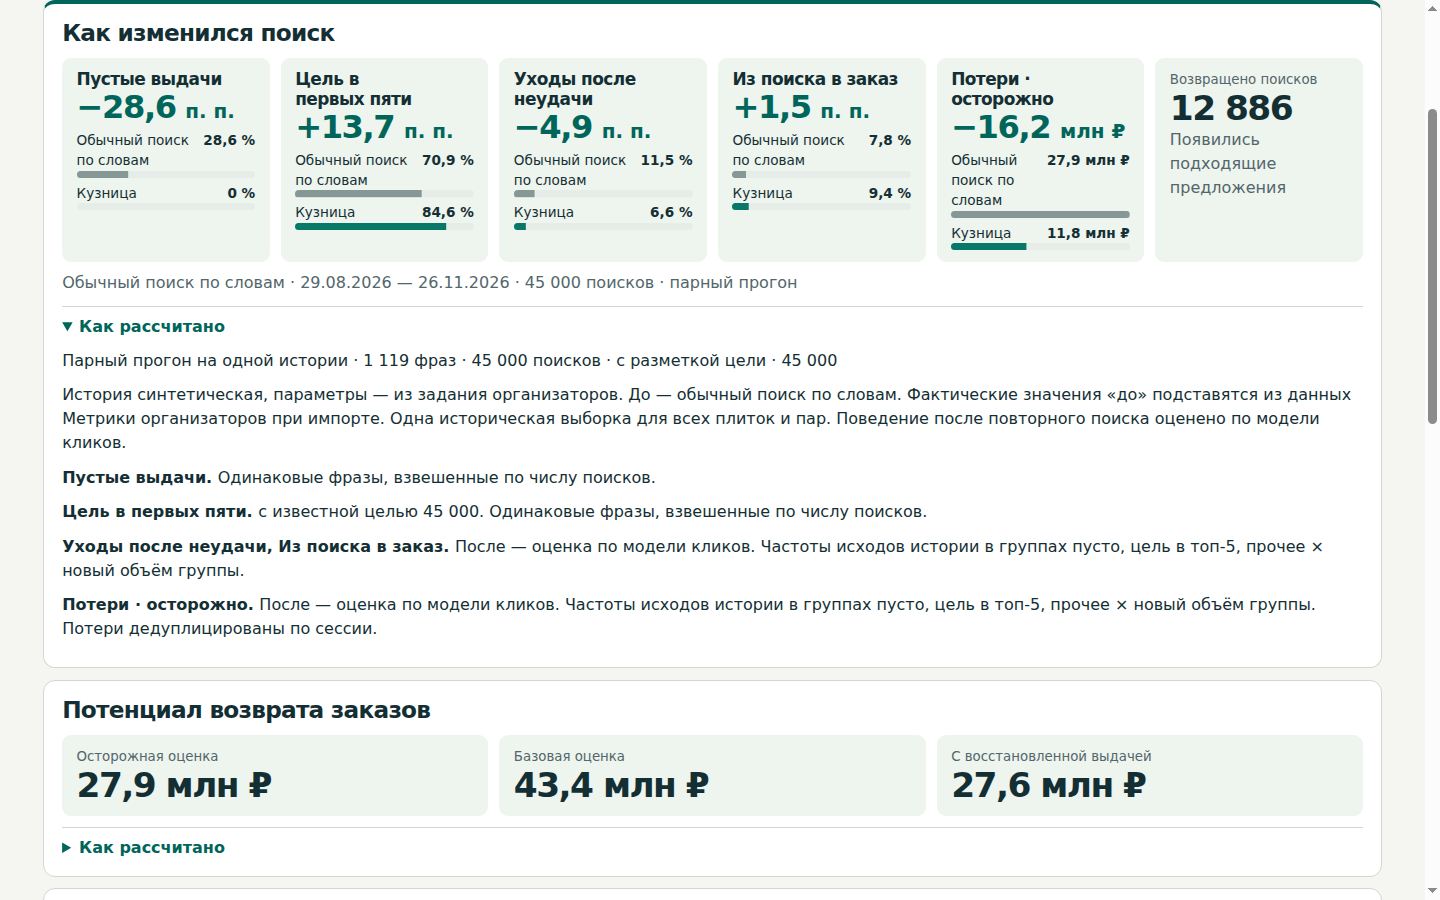 Как изменился поиск
Пустые выдачи
−28,6 п. п.
Обычный поиск по словам 28,6 %
Кузница 0 %
Цель в
первых пяти
+13,7 п. п.
Обычный поиск по словам 70,9 %
Кузница 84,6 %
Уходы после
неудачи
−4,9 п. п.
Обычный поиск по словам 11,5 %
Кузница 6,6 %
Из поиска в заказ
+1,5 п. п.
Обычный поиск по словам 7,8 %
Кузница 9,4 %
Потери ·
осторожно
−16,2 млн ₽
Обычный поиск по словам 27,9 млн ₽
Кузница 11,8 млн ₽
Возвращено поисков
12 886
Появились
подходящие
предложения
Обычный поиск по словам · 29.08.2026 — 26.11.2026 · 45 000 поисков · парный прогон
▼ Как рассчитано
Парный прогон на одной истории · 1 119 фраз · 45 000 поисков · с разметкой цели · 45 000
История синтетическая, параметры — из задания организаторов. До — обычный поиск по словам. Фактические значения «до» подставятся из данных
Метрики организаторов при импорте. Одна историческая выборка для всех плиток и пар. Поведение после повторного поиска оценено по модели
кликов.
Пустые выдачи. Одинаковые фразы, взвешенные по числу поисков.
Цель в первых пяти. с известной целью 45 000. Одинаковые фразы, взвешенные по числу поисков.
Уходы после неудачи, Из поиска в заказ. После — оценка по модели кликов. Частоты исходов истории в группах пусто, цель в топ-5, прочее ×
новый объём группы.
Потери · осторожно. После — оценка по модели кликов. Частоты исходов истории в группах пусто, цель в топ-5, прочее × новый объём группы.
Потери дедуплицированы по сессии.
Потенциал возврата заказов
Осторожная оценка
27,9 млн ₽
Базовая оценка
43,4 млн ₽
С восстановленной выдачей
27,6 млн ₽
▶ Как рассчитано